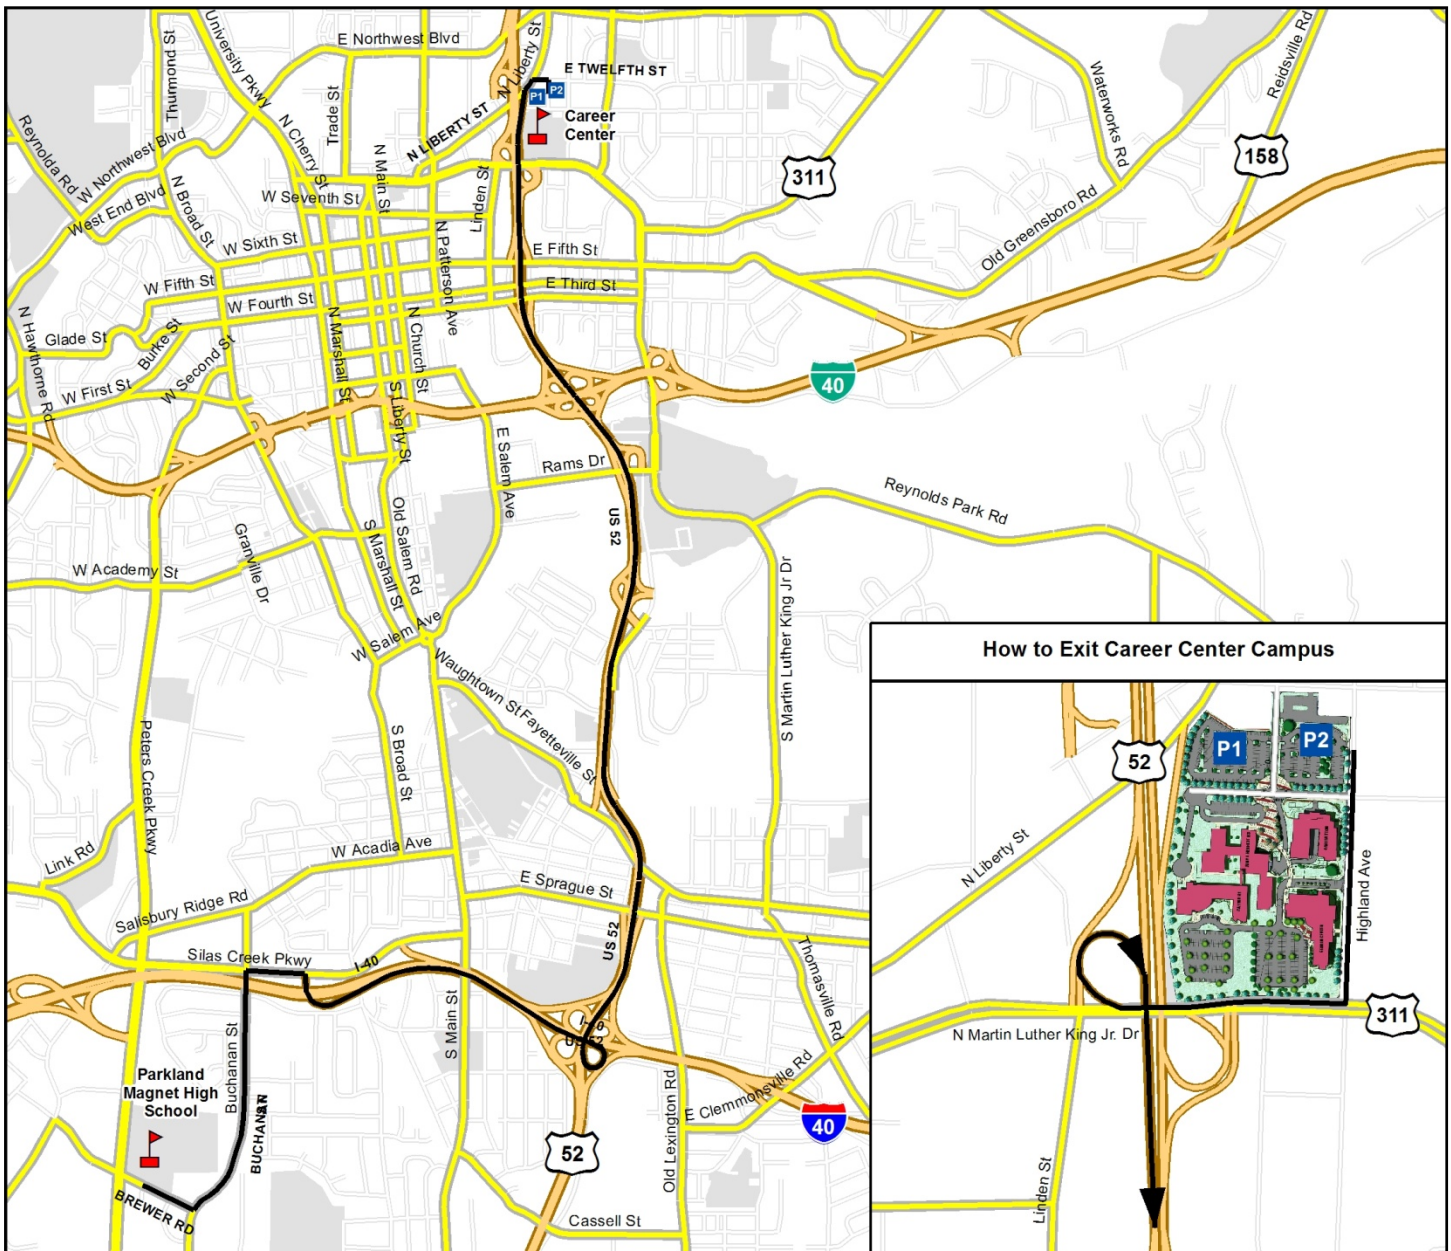 E Northwest Blvd
Thurmond St
University Pkwy
N Liberty St
E TWELFTH ST
P1
P2
Career
Center
Trade St
N Cherry St
N LIBERTY ST
N Main St
Reynolda Rd
W Northwest Blvd
West End Blvd
N Broad St
W Seventh St
Linden St
311
Waterworks Rd
Reidsville Rd
158
Old Greensboro Rd
W Sixth St
N Patterson Ave
E Fifth St
W Fifth St
W Fourth St
E Third St
N Hawthorne Rd
Glade St
Burke St
W Second St
N Marshall St
N Church St
W First St
S Liberty St
40
E Salem Ave
Rams Dr
Reynolds Park Rd
US 52
Old Salem Rd
S Marshall St
Granville Dr
W Academy St
W Salem Ave
S Martin Luther King Jr Dr
Waughtown St
Fayetteville St
Peters Creek Pkwy
S Broad St
W Acadia Ave
Link Rd
Salisbury Ridge Rd
E Sprague St
Silas Creek Pkwy
I-40
US 52
Thomasville Rd
I-40
US 52
S Main St
Buchanan St
BUCHANAN
Parkland
Magnet High
School
BREWER RD
Old Lexington Rd
E Clemmonsville Rd
40
52
Cassell St
How to Exit Career Center Campus
52
P1
P2
N Liberty St
Highland Ave
311
N Martin Luther King Jr. Dr
Linden St